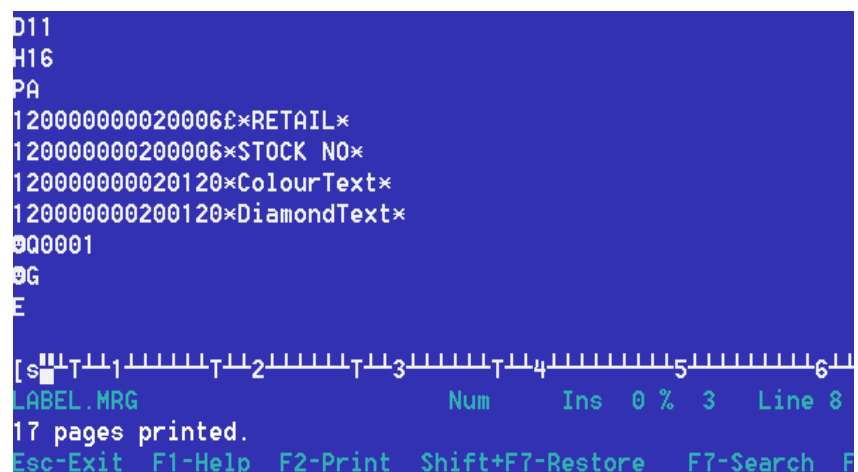 D11
H16
PA
120000000020006£*RETAIL*
120000000200006*STOCK NO*
120000000020120*ColourText*
120000000200120*DiamondText*
☻Q0001
☻G
E
[s T 1 T 2 T 3 T 4 5 6
LABEL.MRG Num Ins 0 % 3 Line 8
17 pages printed.
Esc-Exit F1-Help F2-Print Shift+F7-Restore F7-Search F